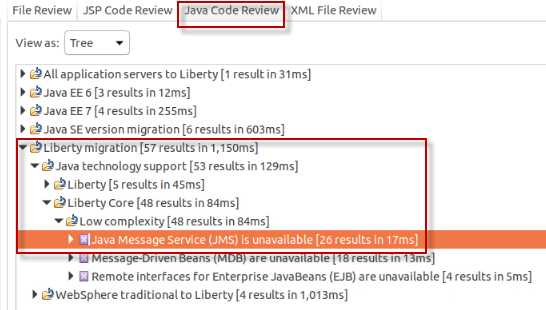 File Review JSP Code Review Java Code Review XML File Review
View as: Tree
All application servers to Liberty [1 result in 31ms]
Java EE 6 [3 results in 12ms]
Java EE 7 [4 results in 255ms]
Java SE version migration [6 results in 603ms]
Liberty migration [57 results in 1,150ms]
Java technology support [53 results in 129ms]
Liberty [5 results in 45ms]
Liberty Core [48 results in 84ms]
Low complexity [48 results in 84ms]
Java Message Service (JMS) is unavailable [26 results in 17ms]
Message-Driven Beans (MDB) are unavailable [18 results in 13ms]
Remote interfaces for Enterprise JavaBeans (EJB) are unavailable [4 results in 5ms]
WebSphere traditional to Liberty [4 results in 1,013ms]